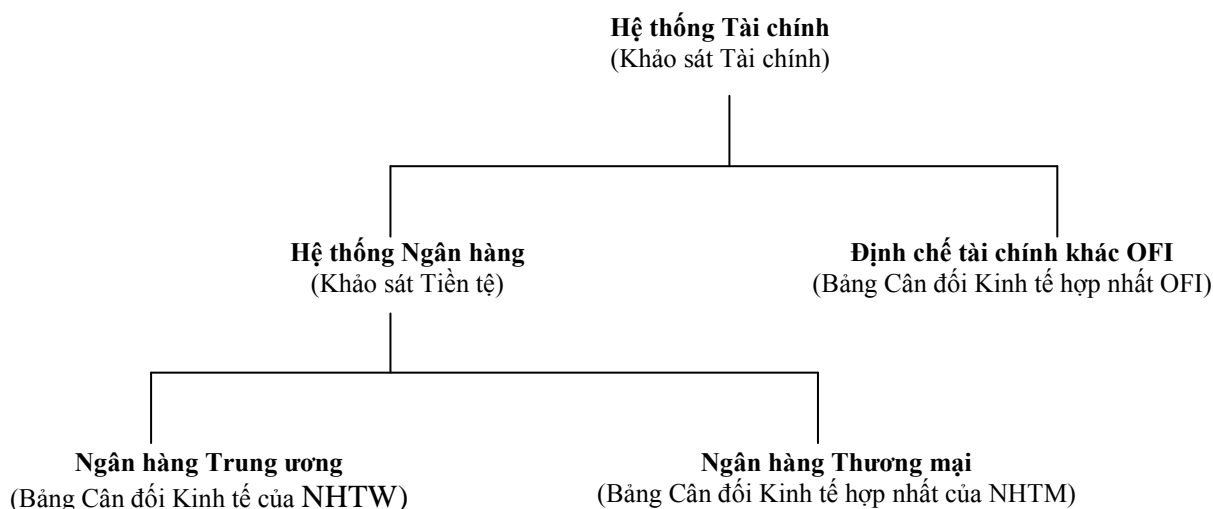 Hệ thống Tài chính
(Khảo sát Tài chính)
Hệ thống Ngân hàng
(Khảo sát Tiền tệ)
Định chế tài chính khác OFI
(Bảng Cân đối Kinh tế hợp nhất OFI)
Ngân hàng Trung ương
(Bảng Cân đối Kinh tế của NHTW)
Ngân hàng Thương mại
(Bảng Cân đối Kinh tế hợp nhất của NHTM)